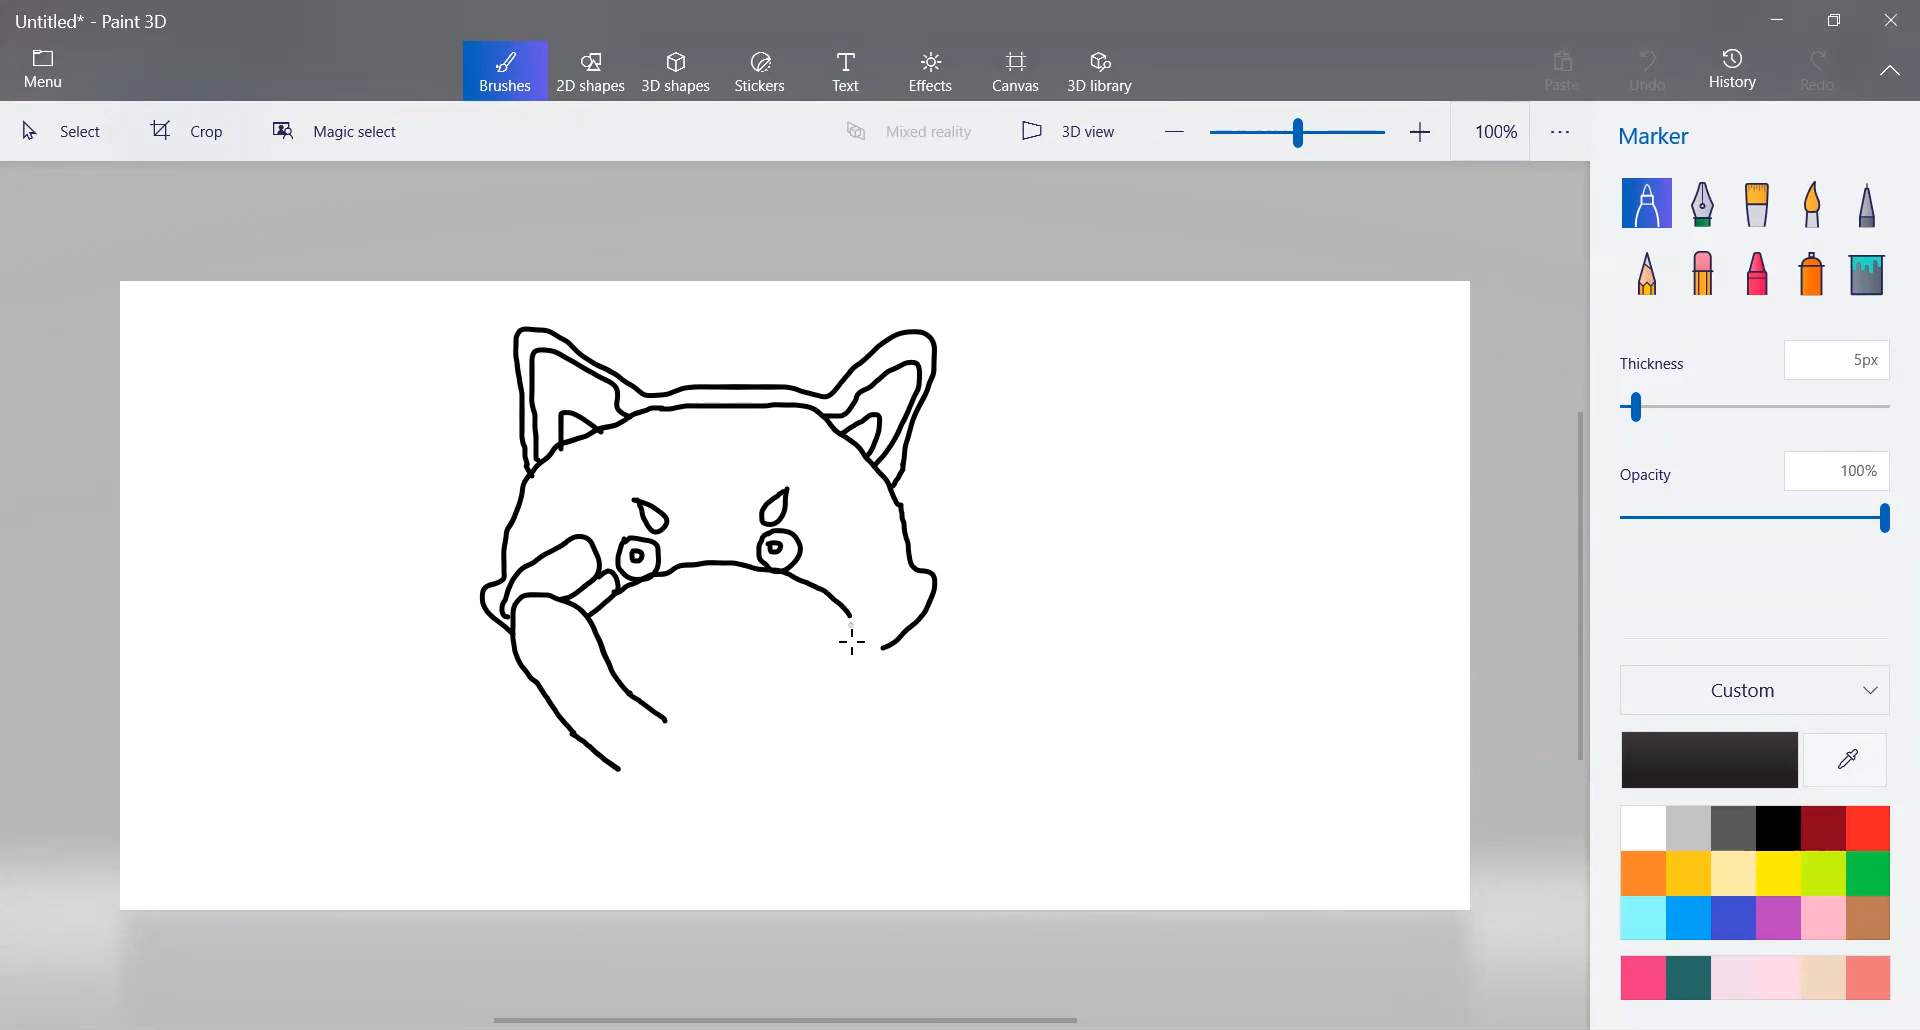 Untitled* - Paint 3D
Menu
Brushes
2D shapes
3D shapes
Stickers
Text
Effects
Canvas
3D library
Paste
Undo
History
Redo
Select
Crop
Magic select
Mixed reality
3D view
100%
Marker
Thickness
5px
Opacity
100%
Custom